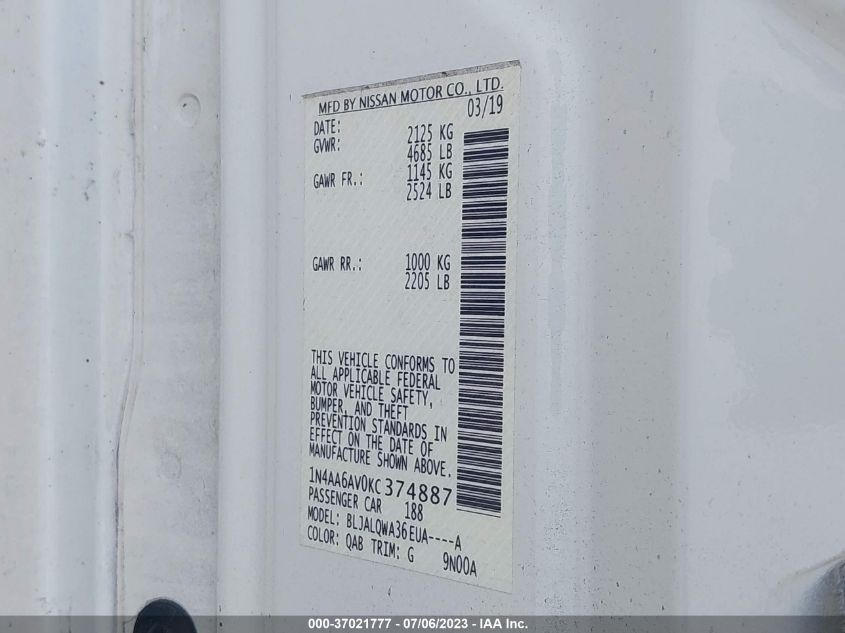 MFD BY NISSAN MOTOR CO., LTD.
DATE: 03/19
GVWR: 2125 KG
4685 LB
GAWR FR.: 1145 KG
2524 LB
GAWR RR.: 1000 KG
2205 LB
THIS VEHICLE CONFORMS TO
ALL APPLICABLE FEDERAL
MOTOR VEHICLE SAFETY,
BUMPER, AND THEFT
PREVENTION STANDARDS IN
EFFECT ON THE DATE OF
MANUFACTURE SHOWN ABOVE.
1N4AA6AV0KC374887
PASSENGER CAR 188
MODEL: BLJALQWA36EUA----A
COLOR: QAB TRIM: G 9N00A
000-37021777 - 07/06/2023 - IAA Inc.